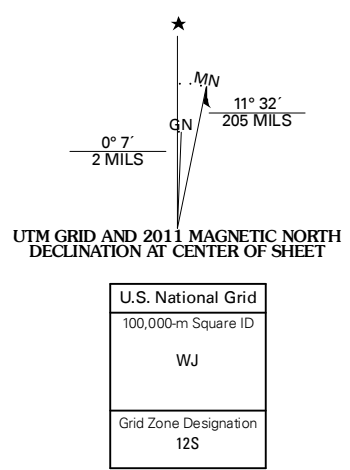 MN
11° 32´
205 MILS
GN
0° 7´
2 MILS
UTM GRID AND 2011 MAGNETIC NORTH
DECLINATION AT CENTER OF SHEET
U.S. National Grid
100,000-m Square ID
WJ
Grid Zone Designation
12S